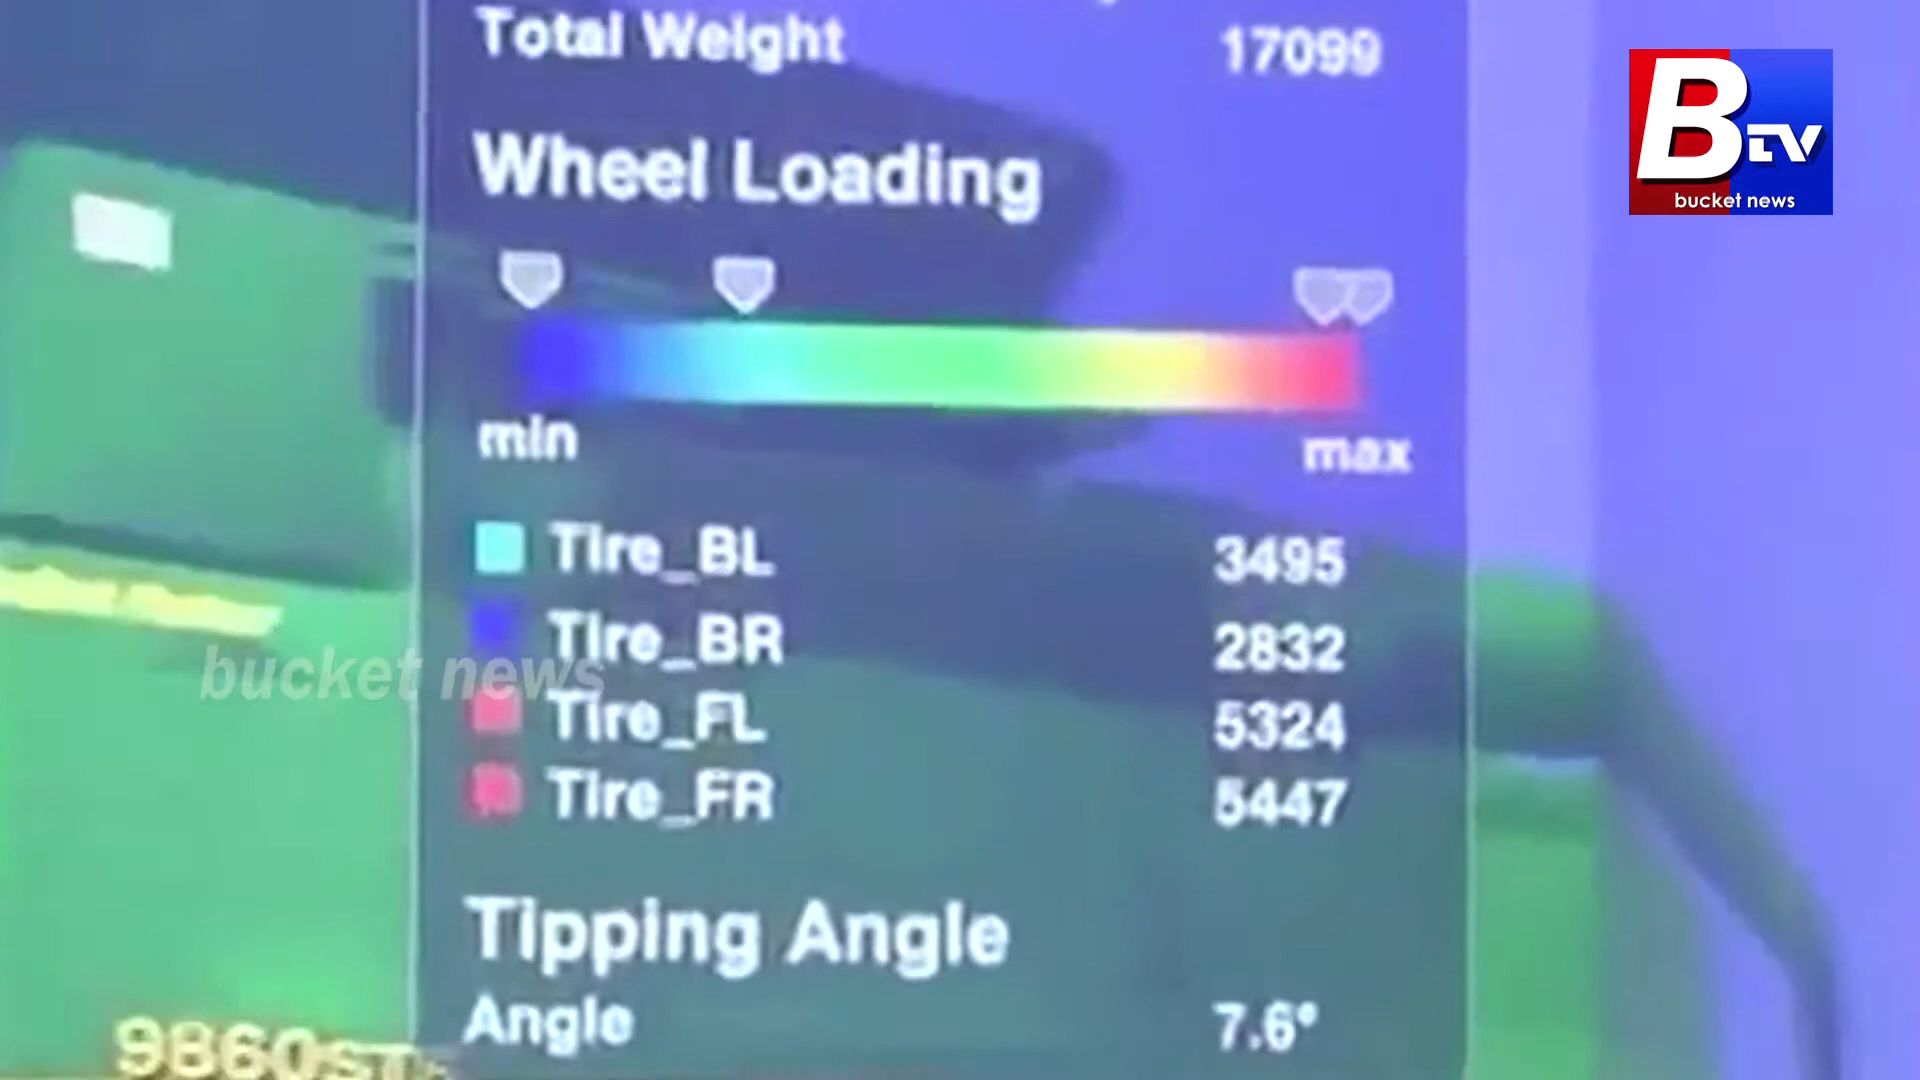 Total Weight 17099
BTV
bucket news
Wheel Loading
min max
Tire_BL 3495
Tire_BR 2832
bucket news
Tire_FL 5324
Tire_FR 5447
Tipping Angle
Angle 7.6°